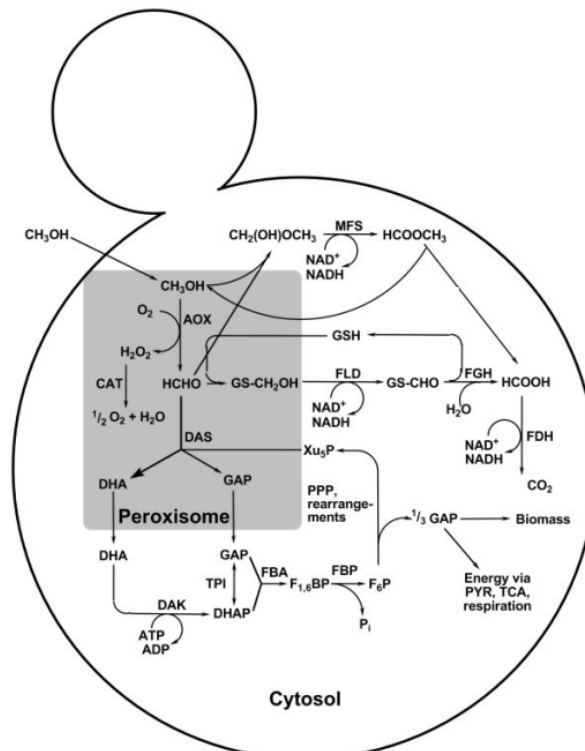 CH₃OH
CH₂(OH)OCH₃
MFS
HCOOCH₃
NAD⁺
NADH
CH₃OH
O₂
AOX
H₂O₂
GSH
CAT
HCHO
GS-CH₂OH
FLD
GS-CHO
FGH
HCOOH
NAD⁺
NADH
H₂O
½ O₂ + H₂O
NAD⁺
NADH
FDH
DAS
Xu₅P
CO₂
DHA
GAP
PPP,
rearrange-
ments
Peroxisome
⅓ GAP
Biomass
DHA
GAP
TPI
FBA
F₁,₆BP
FBP
F₆P
Energy via
PYR, TCA,
respiration
DAK
DHAP
Pᵢ
ATP
ADP
Cytosol